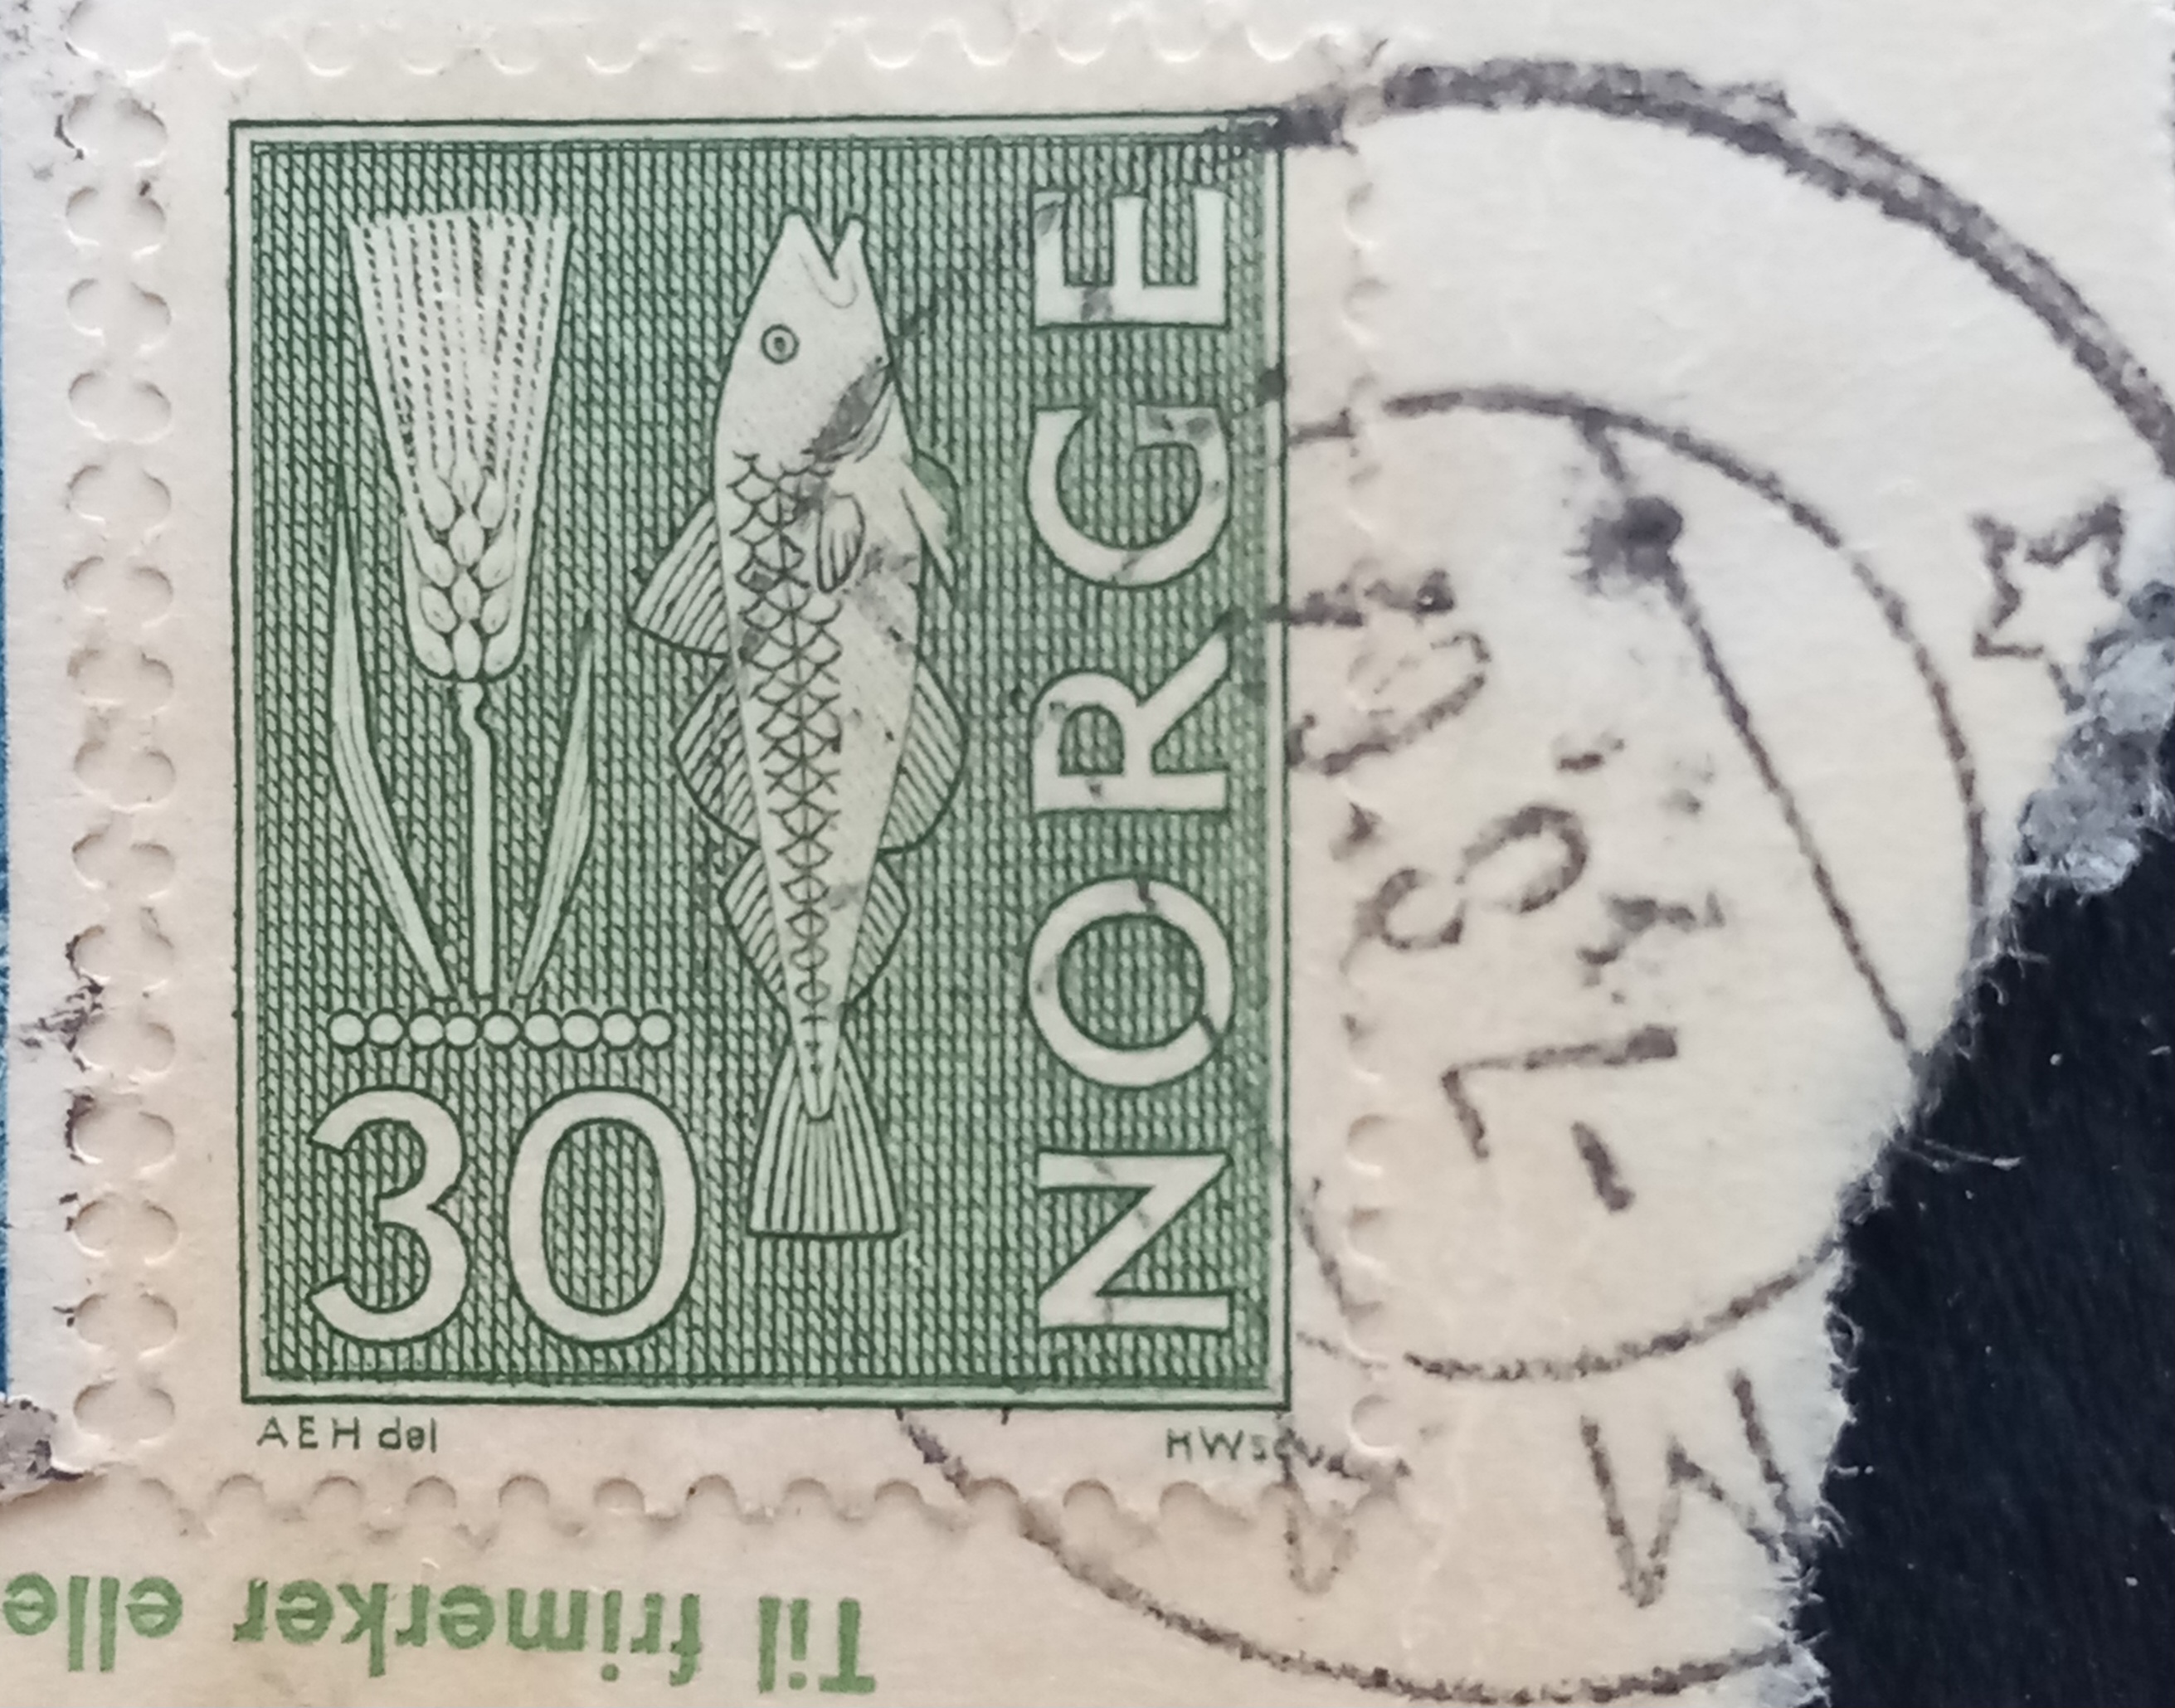 NORGE
30
AEH del
HWsc
Til frimerker elle